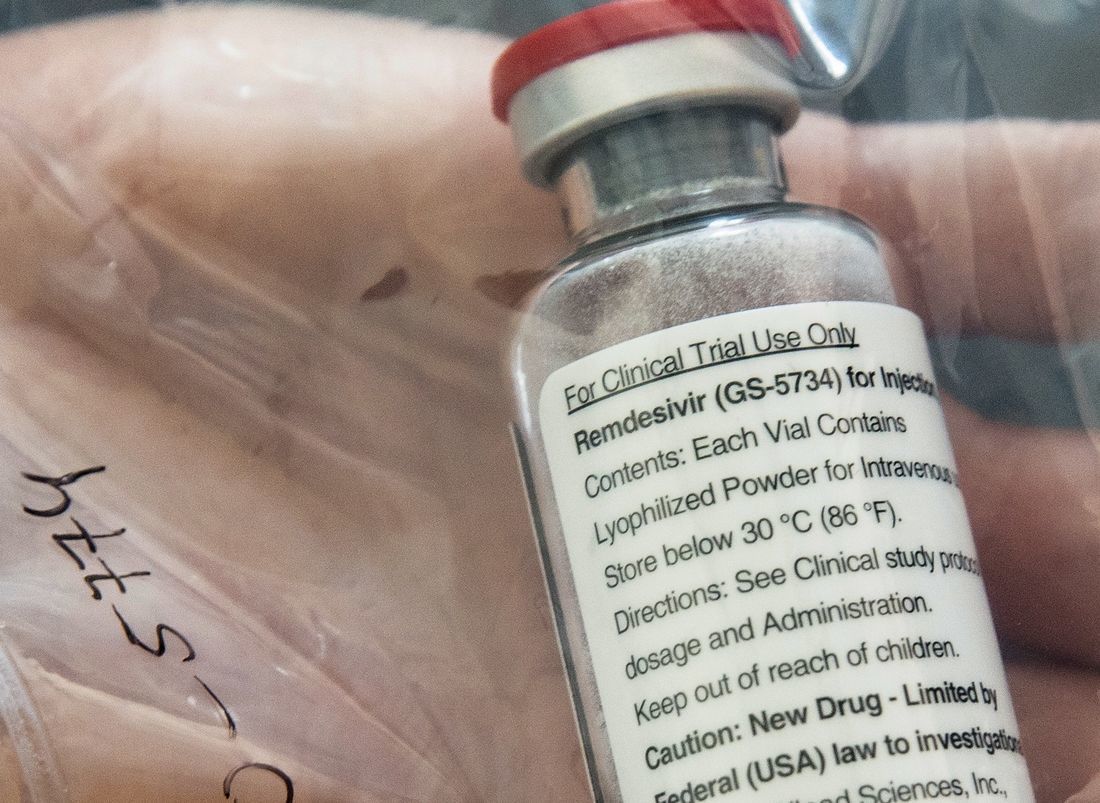 For Clinical Trial Use Only
Remdesivir (GS-5734) for Injection
Contents: Each Vial Contains
Lyophilized Powder for Intravenous
Store below 30 °C (86 °F).
Directions: See Clinical study
dosage and Administration.
Keep out of reach of children.
Caution: New Drug - Limited by
Federal (USA) law to
Sciences, Inc.,